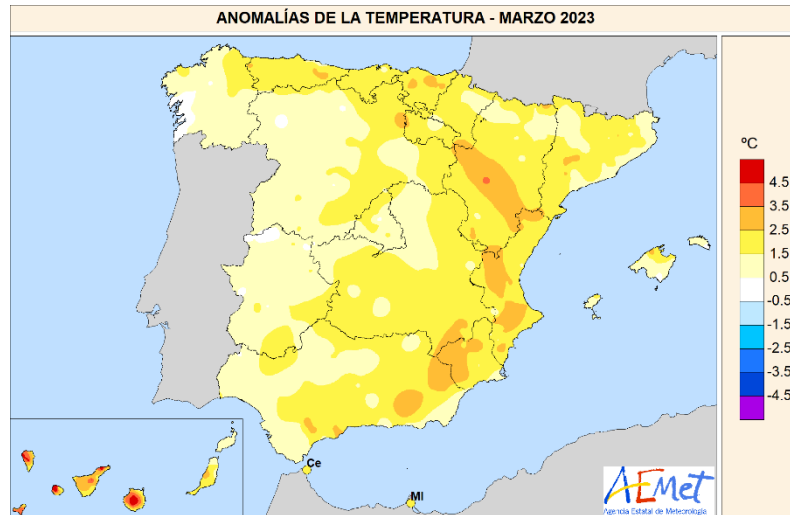 ANOMALÍAS DE LA TEMPERATURA - MARZO 2023
ºC
4.5
3.5
2.5
1.5
0.5
-0.5
-1.5
-2.5
-3.5
-4.5
Ce
Ml
AEMet
Agencia Estatal de Meteorología